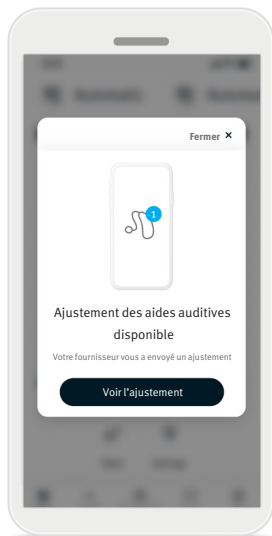 Fermer ×
1
Ajustement des aides auditives
disponible
Votre fournisseur vous a envoyé un ajustement
Voir l'ajustement